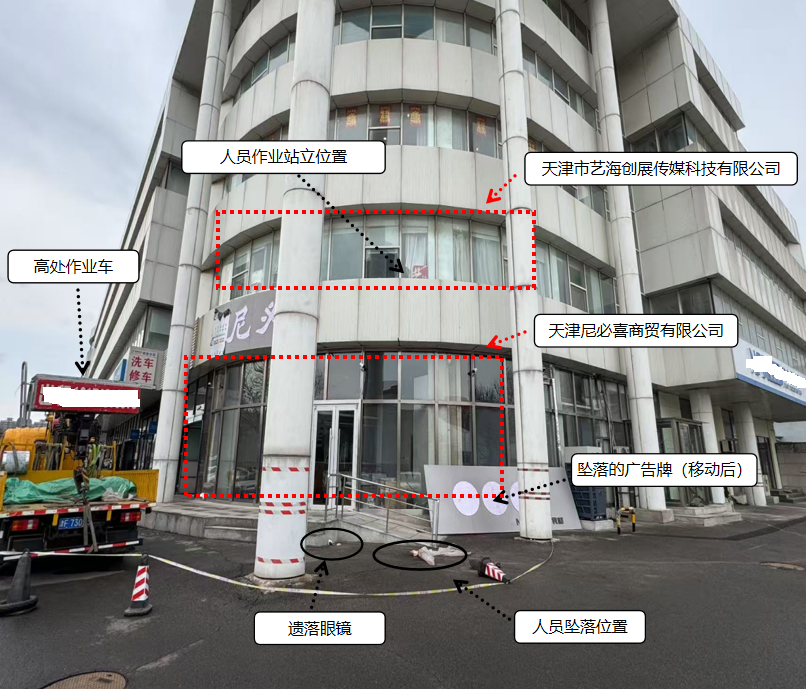 人员作业站立位置
天津市艺海创展传媒科技有限公司
高处作业车
天津尼必喜商贸有限公司
尼
洗车
修车
坠落的广告牌（移动后）
遗落眼镜
人员坠落位置